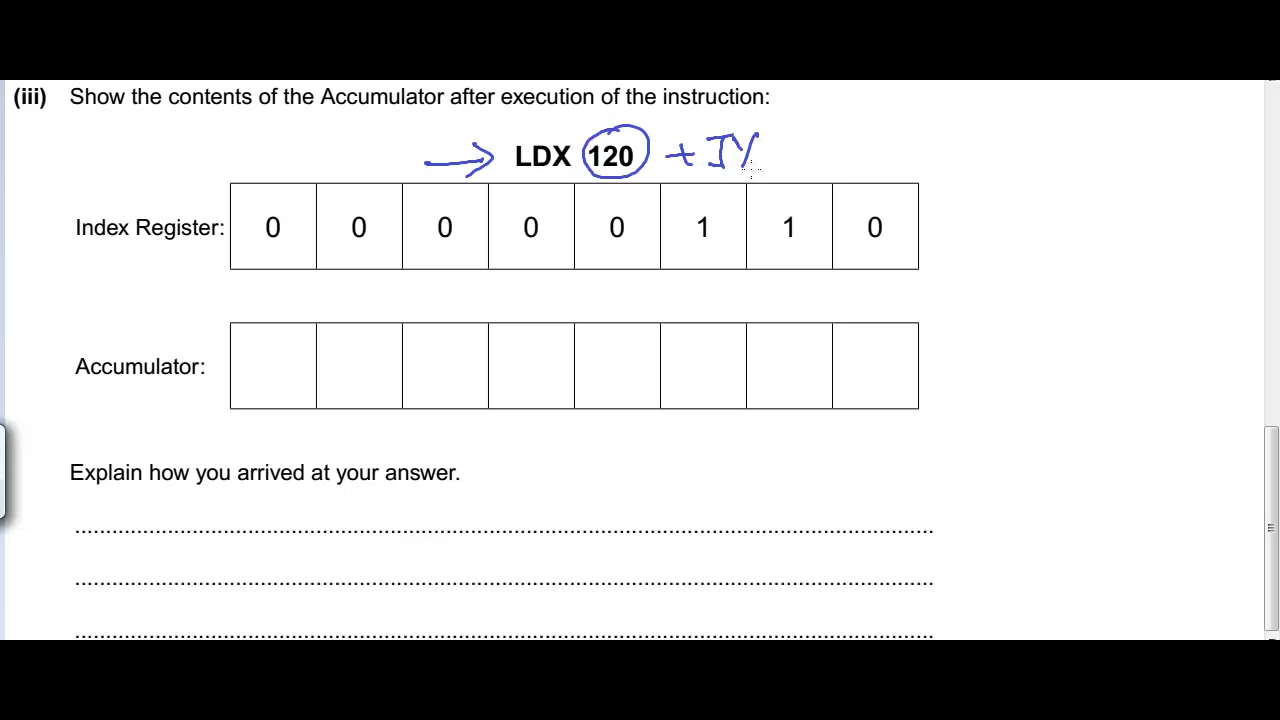 (iii) Show the contents of the Accumulator after execution of the instruction:
→ LDX 120 + IX
Index Register: 0 0 0 0 0 1 1 0
Accumulator:
Explain how you arrived at your answer.